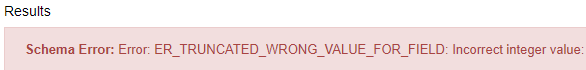 Results
Schema Error: Error: ER_TRUNCATED_WRONG_VALUE_FOR_FIELD: Incorrect integer value: